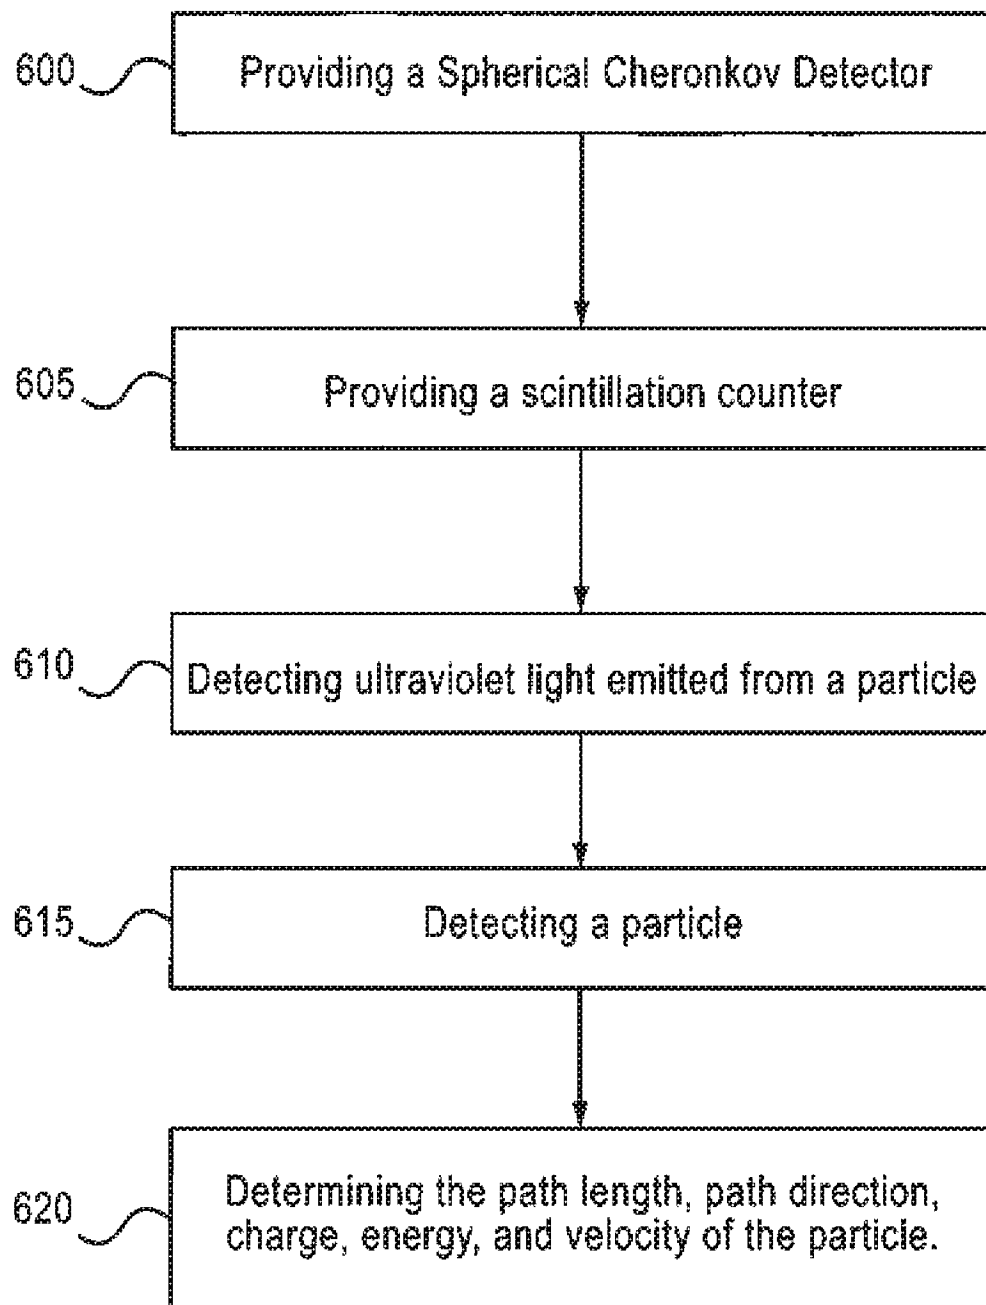 600 Providing a Spherical Cheronkov Detector
605 Providing a scintillation counter
610 Detecting ultraviolet light emitted from a particle
615 Detecting a particle
620 Determining the path length, path direction,
charge, energy, and velocity of the particle.